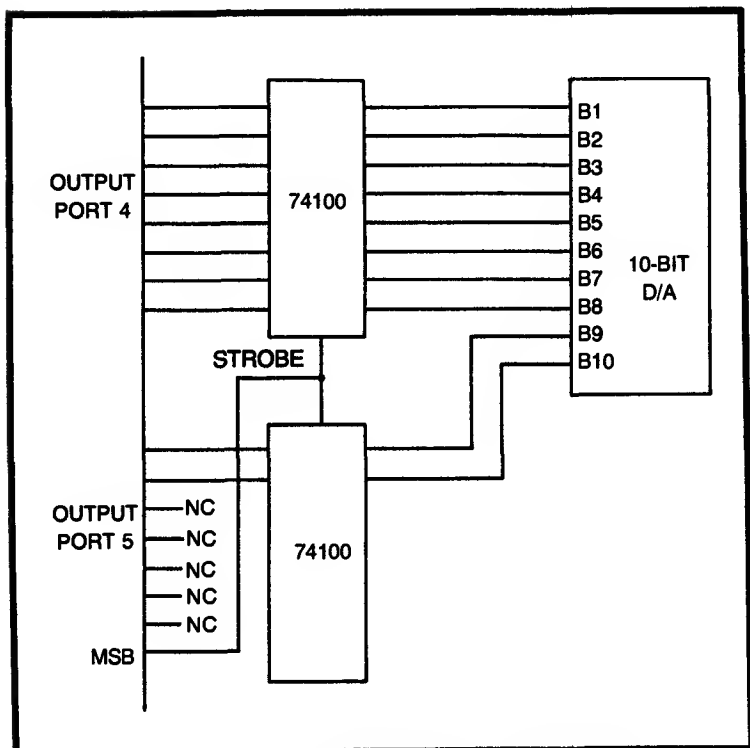 OUTPUT
PORT 4
74100
B1
B2
B3
B4
B5
B6
B7
B8
B9
B10
10-BIT
D/A
STROBE
OUTPUT
PORT 5
NC
NC
NC
NC
NC
MSB
74100